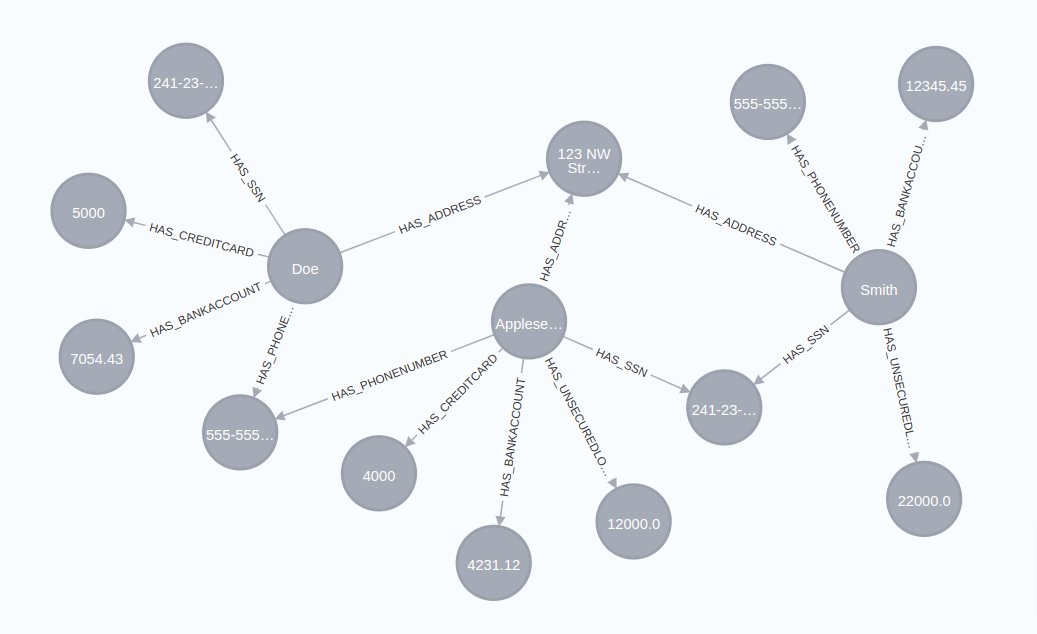 241-23-…
12345.45
555-555…
123 NW
Str…
HAS_SSN
HAS_PHONENUMBER
HAS_BANKACCOU…
5000
HAS_CREDITCARD
HAS_ADDRESS
HAS_ADDR…
HAS_ADDRESS
Doe
Smith
HAS_BANKACCOUNT
HAS_PHONE…
Applese…
7054.43
HAS_PHONENUMBER
HAS_CREDITCARD
HAS_BANKACCOUNT
HAS_UNSECUREDLO…
HAS_SSN
HAS_SSN
HAS_UNSECUREDL…
555-555…
241-23-…
4000
22000.0
12000.0
4231.12